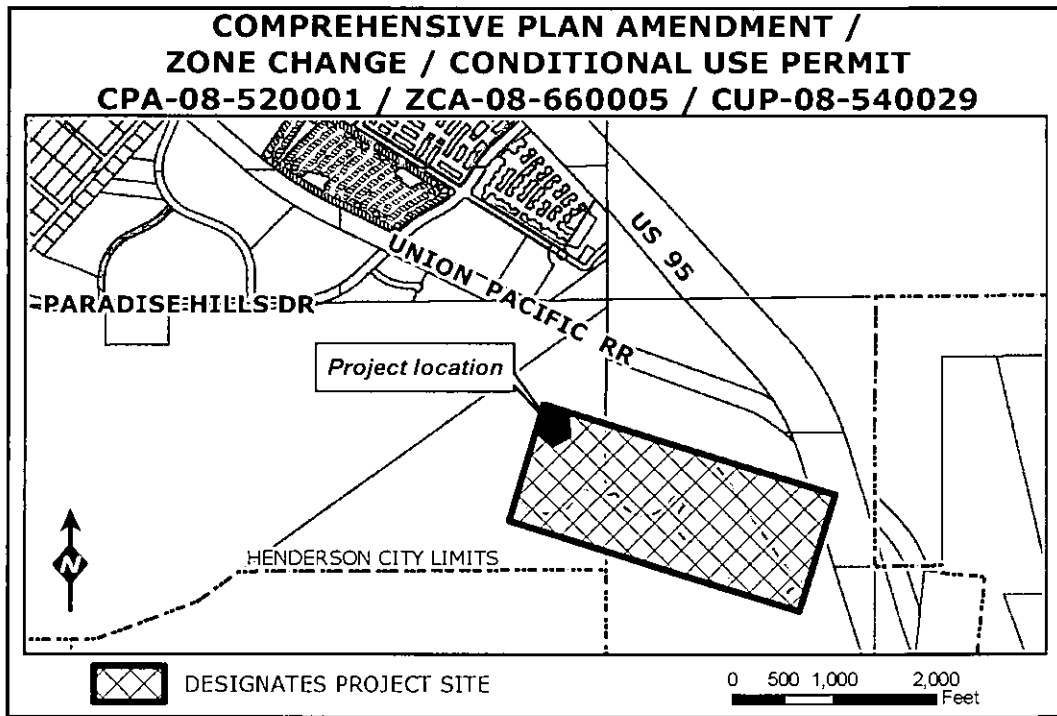 COMPREHENSIVE PLAN AMENDMENT /
ZONE CHANGE / CONDITIONAL USE PERMIT
CPA-08-520001 / ZCA-08-660005 / CUP-08-540029
US 95
UNION PACIFIC RR
PARADISE HILLS DR
Project location
N
HENDERSON CITY LIMITS
DESIGNATES PROJECT SITE
0 500 1,000 2,000
Feet